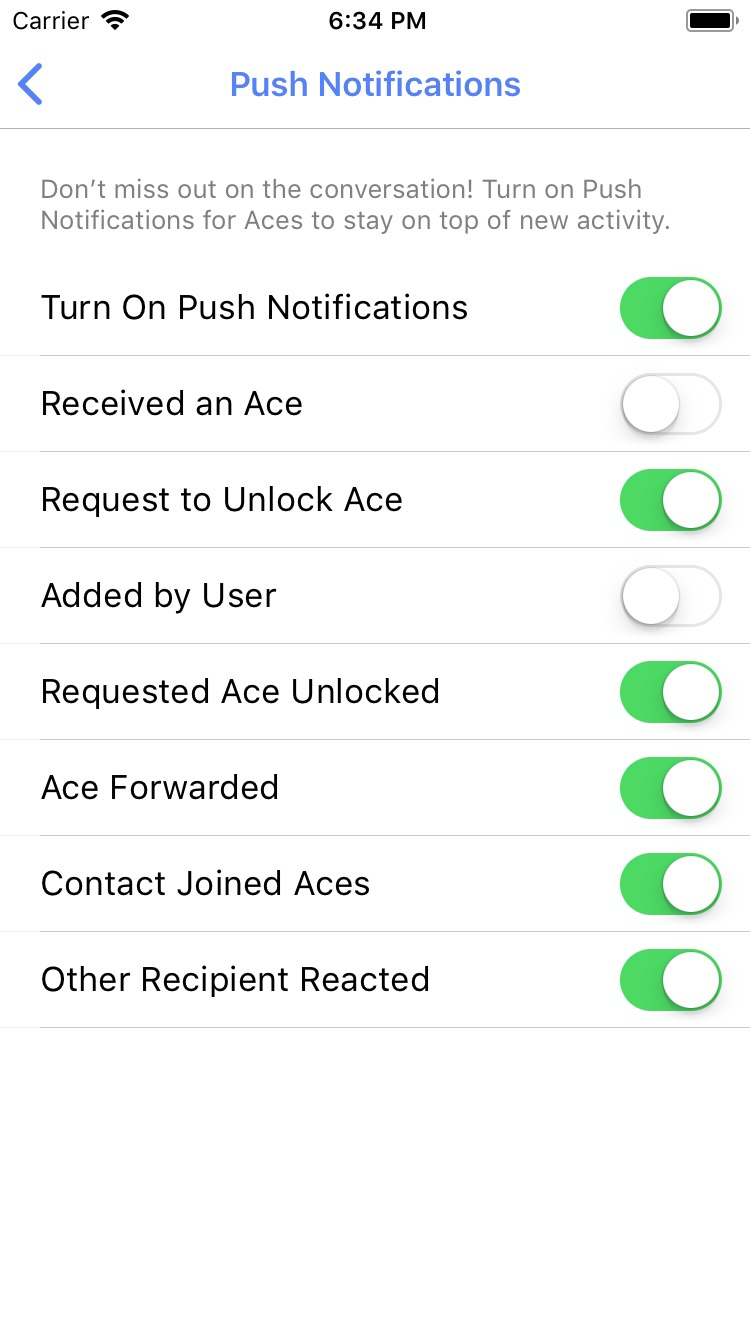 Carrier 6:34 PM
Push Notifications
Don’t miss out on the conversation! Turn on Push
Notifications for Aces to stay on top of new activity.
Turn On Push Notifications
Received an Ace
Request to Unlock Ace
Added by User
Requested Ace Unlocked
Ace Forwarded
Contact Joined Aces
Other Recipient Reacted